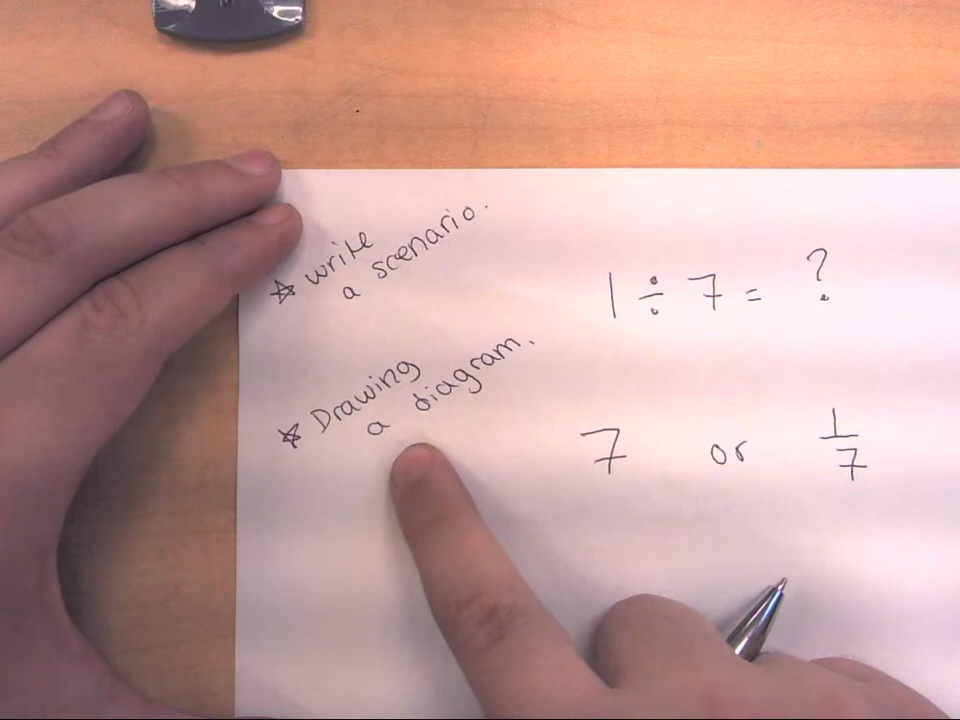 ☆ write
a scenario.
1 ÷ 7 = ?
☆ Drawing
a diagram.
7 or 1/7